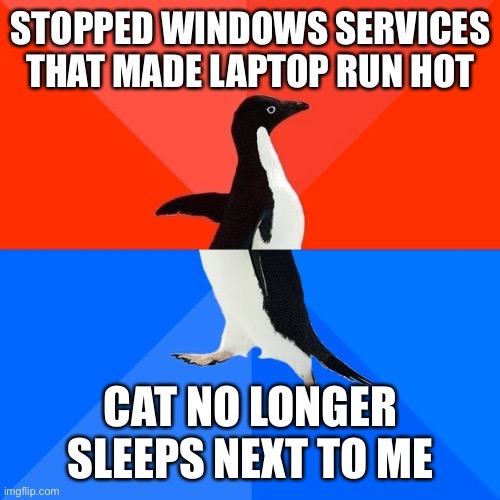 STOPPED WINDOWS SERVICES
THAT MADE LAPTOP RUN HOT
CAT NO LONGER
SLEEPS NEXT TO ME
imgflip.com